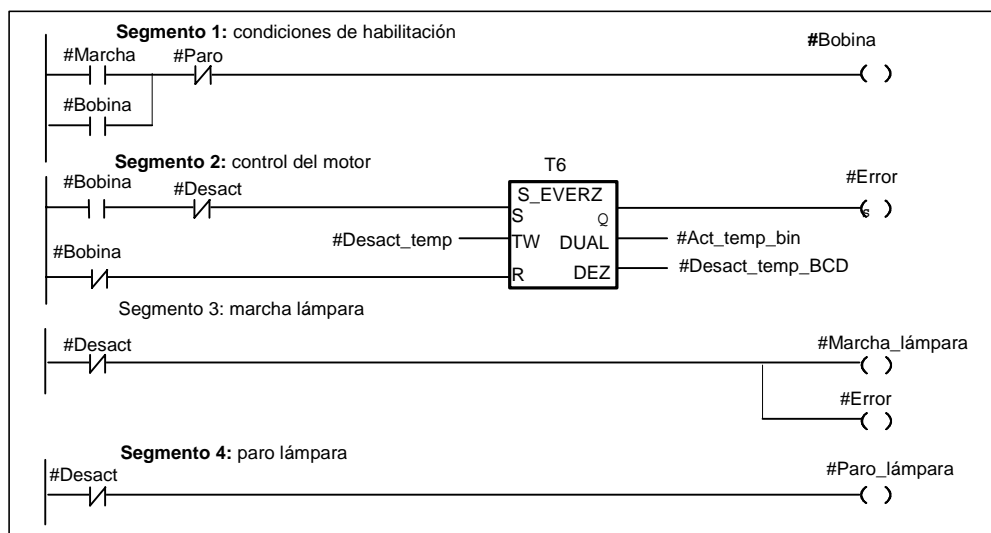 Segmento 1: condiciones de habilitación
#Bobina
#Marcha #Paro
#Bobina
Segmento 2: control del motor
T6
#Bobina #Desact
#Error
S_EVERZ
S Q
s
#Desact_temp TW DUAL #Act_temp_bin
#Bobina
R DEZ #Desact_temp_BCD
Segmento 3: marcha lámpara
#Desact #Marcha_lámpara
#Error
Segmento 4: paro lámpara
#Desact #Paro_lámpara